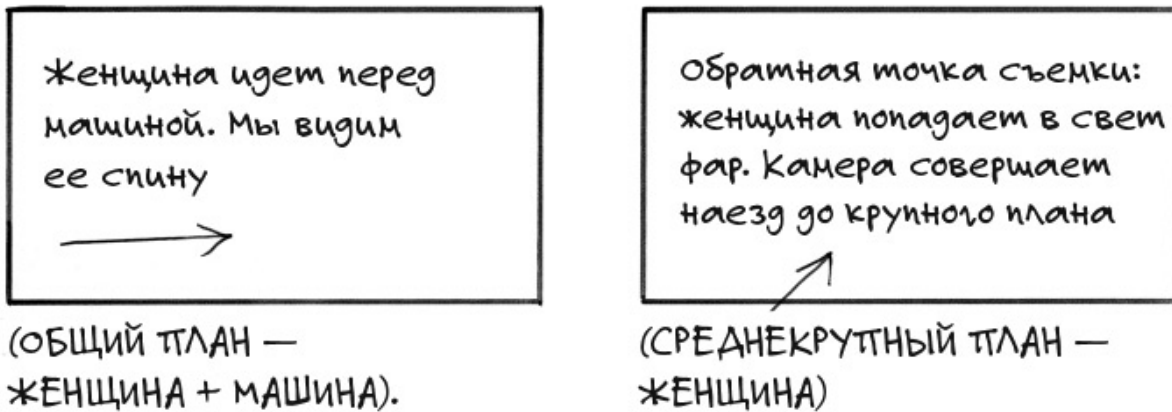 Женщина идет перед
машиной. Мы видим
ее спину
(ОБЩИЙ ПЛАН —
ЖЕНЩИНА + МАШИНА).
Обратная точка съемки:
женщина попадает в свет
фар. Камера совершает
наезд до крупного плана
(СРЕДНЕКРУПНЫЙ ПЛАН —
ЖЕНЩИНА)